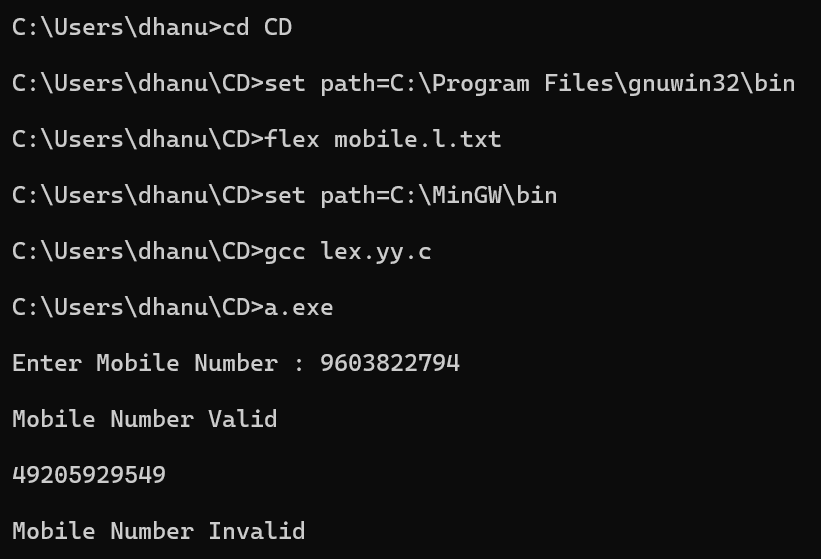 C:\Users\dhanu>cd CD
C:\Users\dhanu\CD>set path=C:\Program Files\gnuwin32\bin
C:\Users\dhanu\CD>flex mobile.l.txt
C:\Users\dhanu\CD>set path=C:\MinGW\bin
C:\Users\dhanu\CD>gcc lex.yy.c
C:\Users\dhanu\CD>a.exe
Enter Mobile Number : 9603822794
Mobile Number Valid
49205929549
Mobile Number Invalid